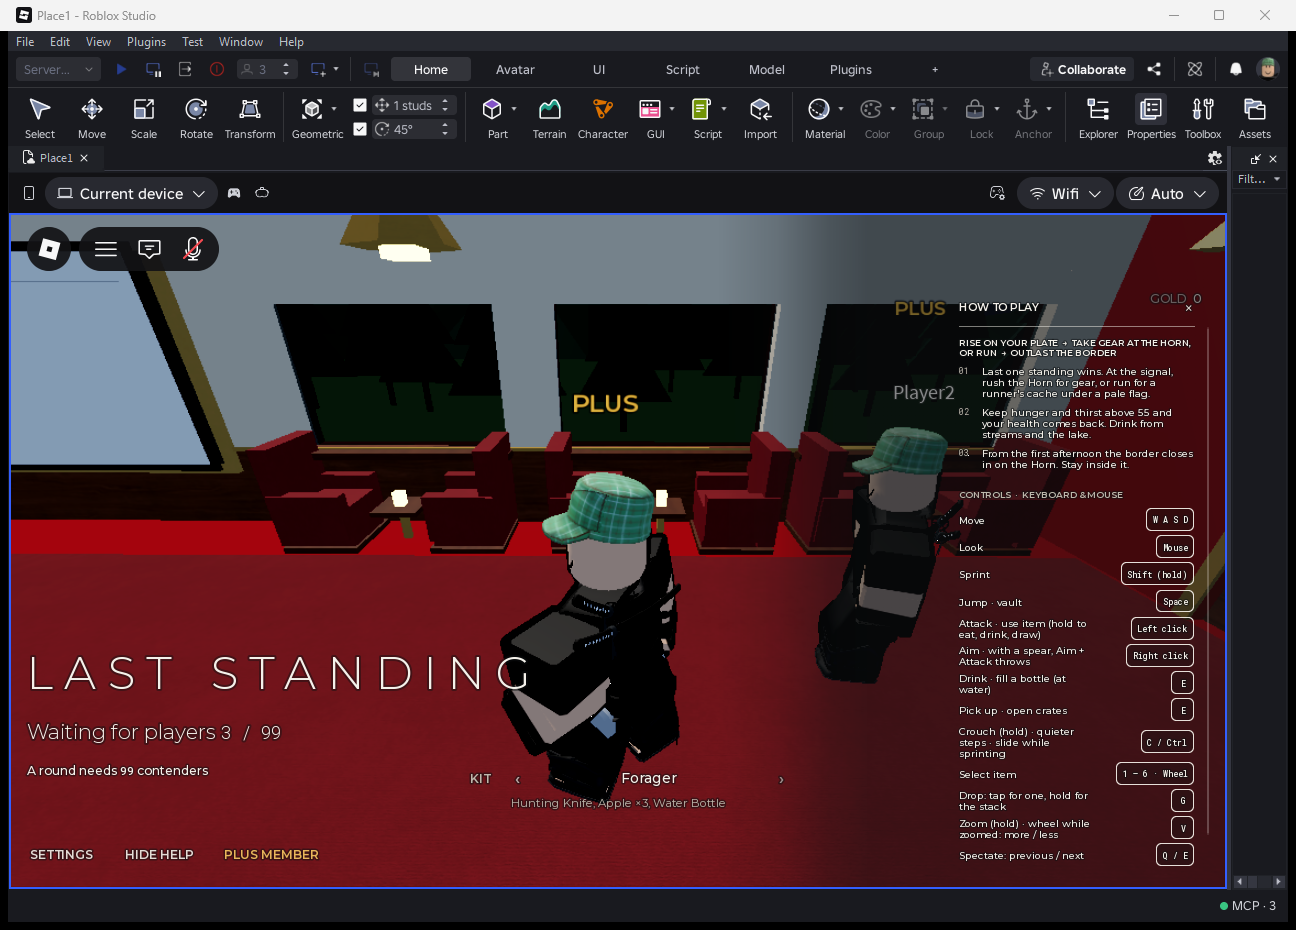 Place1 - Roblox Studio
File Edit View Plugins Test Window Help
Server... 3 Home Avatar UI Script Model Plugins + Collaborate
1 studs
45°
Select Move Scale Rotate Transform Geometric Part Terrain Character GUI Script Import Material Color Group Lock Anchor Explorer Properties Toolbox Assets
Place1
Current device Wifi Auto
Filt...
GOLD 0
PLUS
HOW TO PLAY ×
RISE ON YOUR PLATE → TAKE GEAR AT THE HORN,
OR RUN → OUTLAST THE BORDER
01 Last one standing wins. At the signal,
rush the Horn for gear, or run for a
runner's cache under a pale flag.
02 Keep hunger and thirst above 55 and
your health comes back. Drink from
streams and the lake.
03 From the first afternoon the border closes
in on the Horn. Stay inside it.
PLUS
Player2
CONTROLS · KEYBOARD & MOUSE
Move W A S D
Look Mouse
Sprint Shift (hold)
Jump · vault Space
Attack · use item (hold to
eat, drink, draw) Left click
Aim · with a spear, Aim +
Attack throws Right click
Drink · fill a bottle (at
water) E
Pick up · open crates E
Crouch (hold) · quieter
steps · slide while
sprinting C / Ctrl
Select item 1 – 6 · Wheel
Drop: tap for one, hold for
the stack G
Zoom (hold) · wheel while
zoomed: more / less V
Spectate: previous / next Q / E
LAST STANDING
Waiting for players 3 / 99
A round needs 99 contenders
KIT ‹ Forager ›
Hunting Knife, Apple ×3, Water Bottle
SETTINGS HIDE HELP PLUS MEMBER
MCP · 3